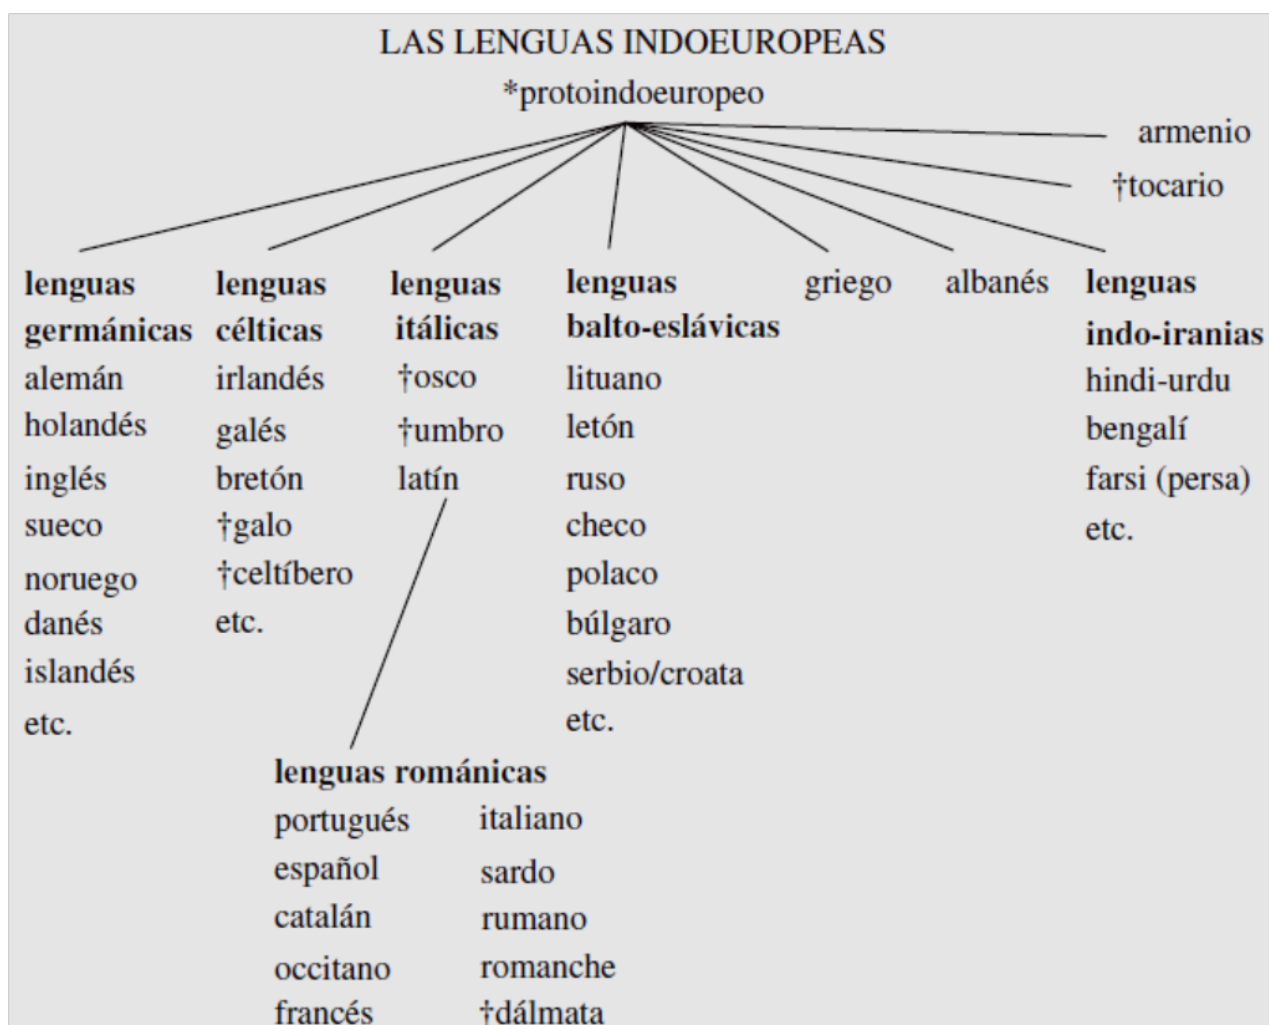 LAS LENGUAS INDOEUROPEAS
*protoindoeuropeo
armenio
†tocario
lenguas
germánicas
alemán
holandés
inglés
sueco
noruego
danés
islandés
etc.
lenguas
célticas
irlandés
galés
bretón
†galo
†celtíbero
etc.
lenguas
itálicas
†osco
†umbro
latín
lenguas
balto-eslávicas
lituano
letón
ruso
checo
polaco
búlgaro
serbio/croata
etc.
griego
albanés
lenguas
indo-iranias
hindi-urdu
bengalí
farsi (persa)
etc.
lenguas románicas
portugués
español
catalán
occitano
francés
italiano
sardo
rumano
romanche
†dálmata